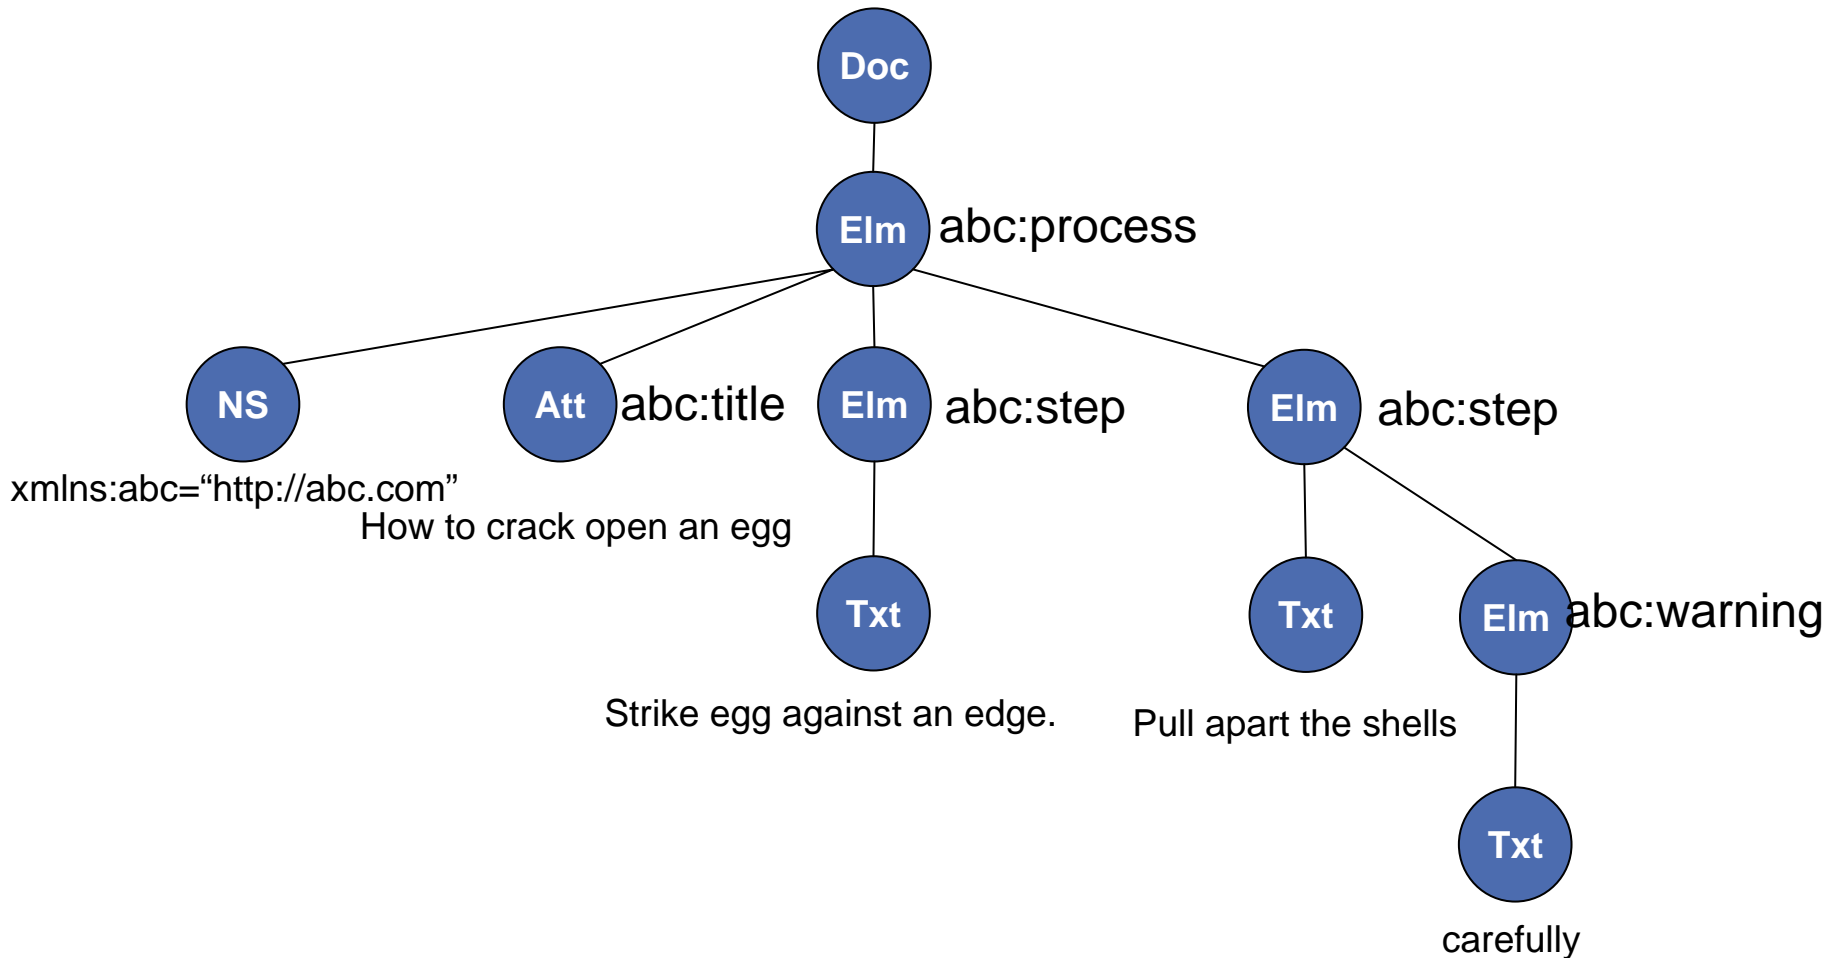 Doc
Elm abc:process
NS
Att abc:title
Elm abc:step
Elm abc:step
xmlns:abc=“http://abc.com”
How to crack open an egg
Txt
Txt
Elm abc:warning
Strike egg against an edge.
Pull apart the shells
Txt
carefully